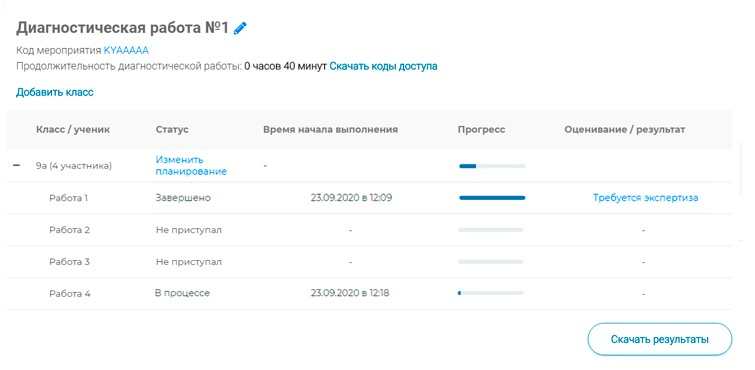 Диагностическая работа №1
Код мероприятия KYAAAAA
Продолжительность диагностической работы: 0 часов 40 минут Скачать коды доступа
Добавить класс
Класс / ученик Статус Время начала выполнения Прогресс Оценивание / результат
− 9а (4 участника) Изменить планирование -
Работа 1 Завершено 23.09.2020 в 12:09 Требуется экспертиза
Работа 2 Не приступал - -
Работа 3 Не приступал - -
Работа 4 В процессе 23.09.2020 в 12:18 -
Скачать результаты